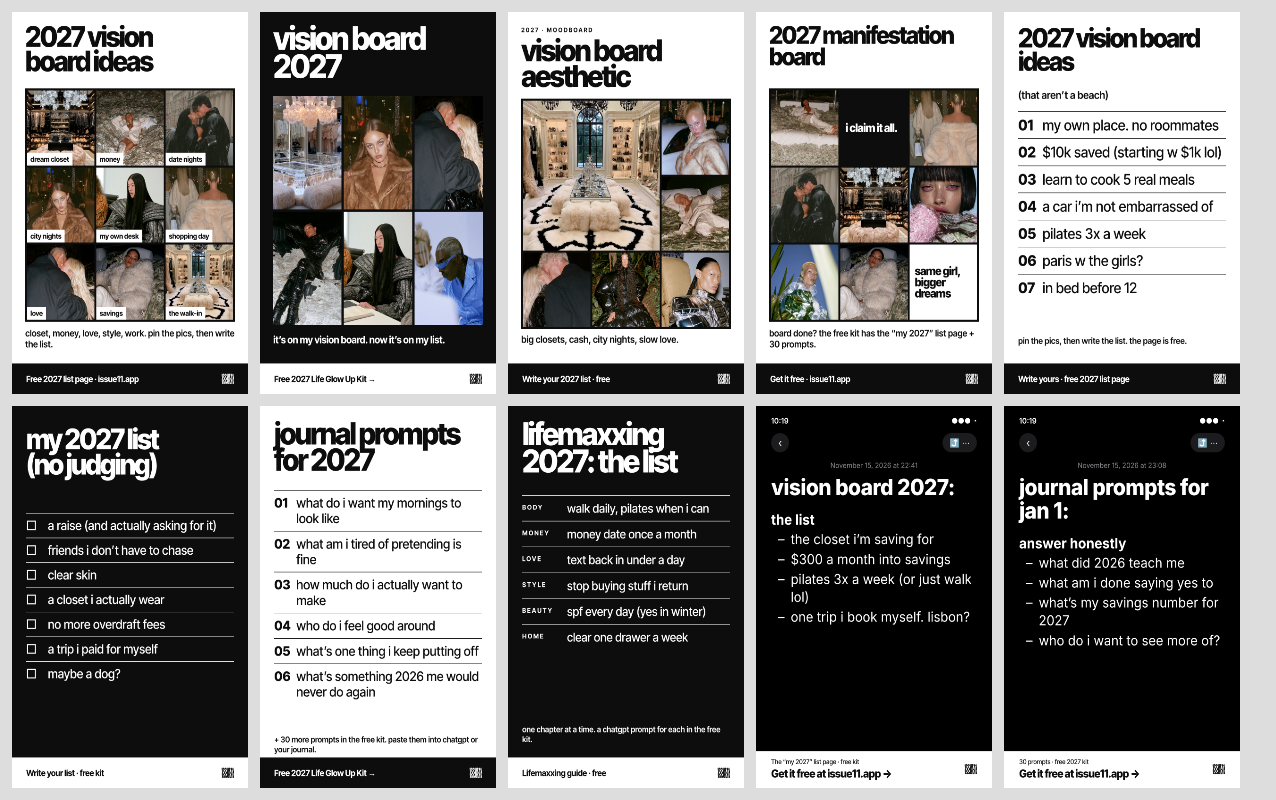 2027 vision
board ideas
dream closet
money
date nights
city nights
my own desk
shopping day
love
savings
the walk-in
closet, money, love, style, work. pin the pics, then write
the list.
Free 2027 list page · issue11.app
vision board
2027
it's on my vision board. now it's on my list.
Free 2027 Life Glow Up Kit →
2027 · MOODBOARD
vision board
aesthetic
big closets, cash, city nights, slow love.
Write your 2027 list · free
2027 manifestation
board
i claim it all.
same girl,
bigger
dreams
board done? the free kit has the "my 2027" list page +
30 prompts.
Get it free · issue11.app
2027 vision board
ideas
(that aren't a beach)
01 my own place. no roommates
02 $10k saved (starting w $1k lol)
03 learn to cook 5 real meals
04 a car i'm not embarrassed of
05 pilates 3x a week
06 paris w the girls?
07 in bed before 12
pin the pics, then write the list. the page is free.
Write yours · free 2027 list page
my 2027 list
(no judging)
a raise (and actually asking for it)
friends i don't have to chase
clear skin
a closet i actually wear
no more overdraft fees
a trip i paid for myself
maybe a dog?
Write your list · free kit
journal prompts
for 2027
01 what do i want my mornings to
look like
02 what am i tired of pretending is
fine
03 how much do i actually want to
make
04 who do i feel good around
05 what's one thing i keep putting off
06 what's something 2026 me would
never do again
+ 30 more prompts in the free kit. paste them into chatgpt or
your journal.
Free 2027 Life Glow Up Kit →
lifemaxxing
2027: the list
BODY walk daily, pilates when i can
MONEY money date once a month
LOVE text back in under a day
STYLE stop buying stuff i return
BEAUTY spf every day (yes in winter)
HOME clear one drawer a week
one chapter at a time. a chatgpt prompt for each in the free
kit.
Lifemaxxing guide · free
10:19
November 15, 2026 at 22:41
vision board 2027:
the list
– the closet i'm saving for
– $300 a month into savings
– pilates 3x a week (or just walk
lol)
– one trip i book myself. lisbon?
The "my 2027" list page · free kit
Get it free at issue11.app →
10:19
November 15, 2026 at 23:08
journal prompts for
jan 1:
answer honestly
– what did 2026 teach me
– what am i done saying yes to
– what's my savings number for
2027
– who do i want to see more of?
30 prompts · free 2027 kit
Get it free at issue11.app →